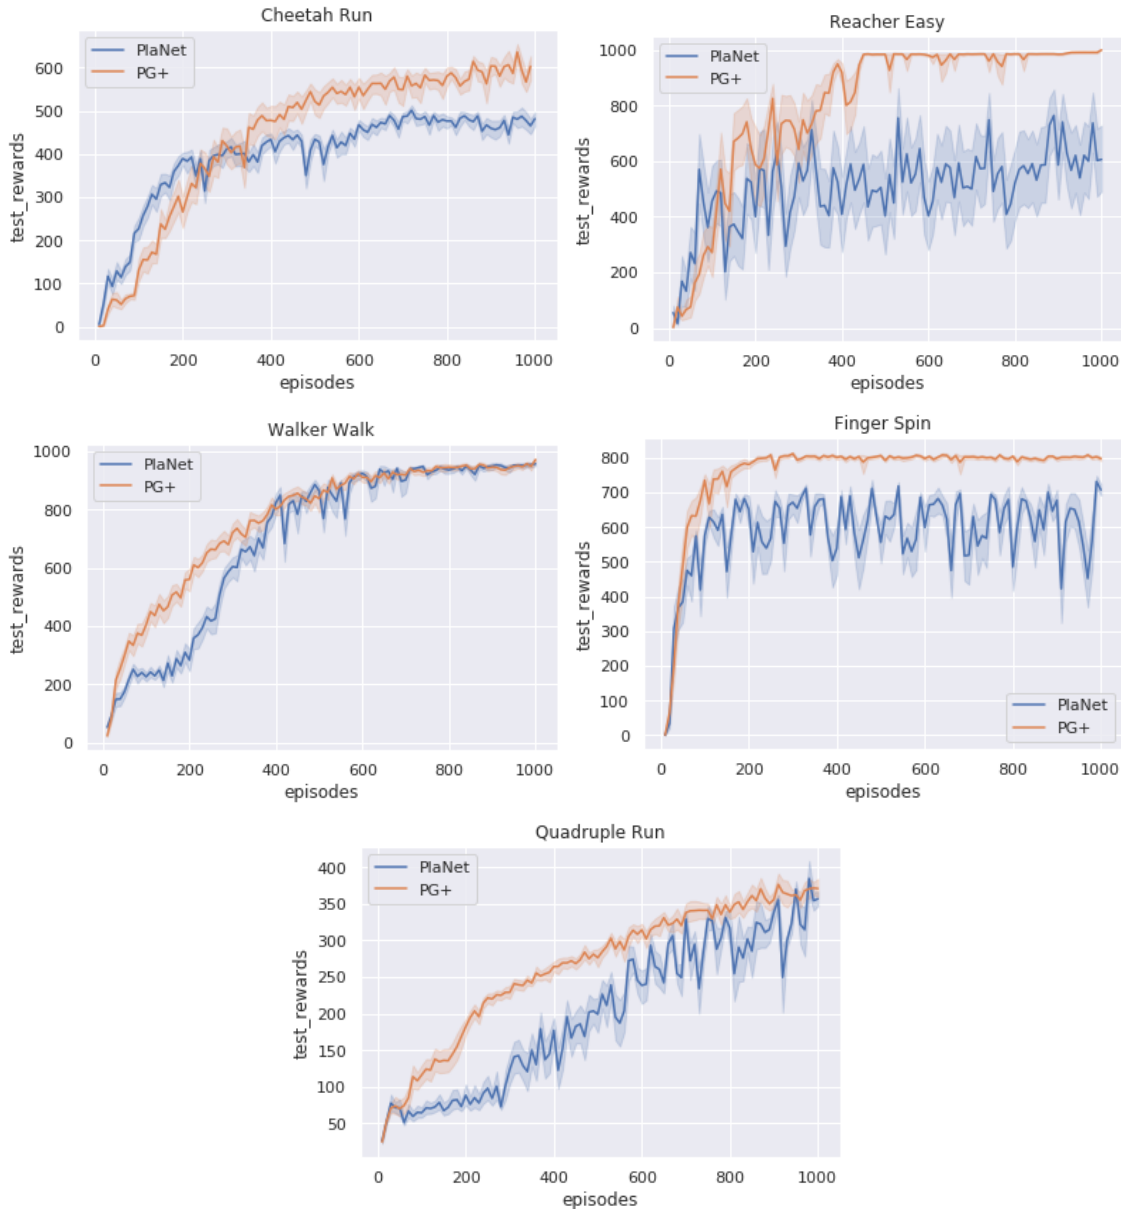 Cheetah Run
PlaNet
PG+
test_rewards
600
500
400
300
200
100
0
0 200 400 600 800 1000
episodes
Reacher Easy
PlaNet
PG+
test_rewards
1000
800
600
400
200
0
0 200 400 600 800 1000
episodes
Walker Walk
PlaNet
PG+
test_rewards
1000
800
600
400
200
0
0 200 400 600 800 1000
episodes
Finger Spin
test_rewards
800
700
600
500
400
300
200
100
0
PlaNet
PG+
0 200 400 600 800 1000
episodes
Quadruple Run
PlaNet
PG+
test_rewards
400
350
300
250
200
150
100
50
0 200 400 600 800 1000
episodes